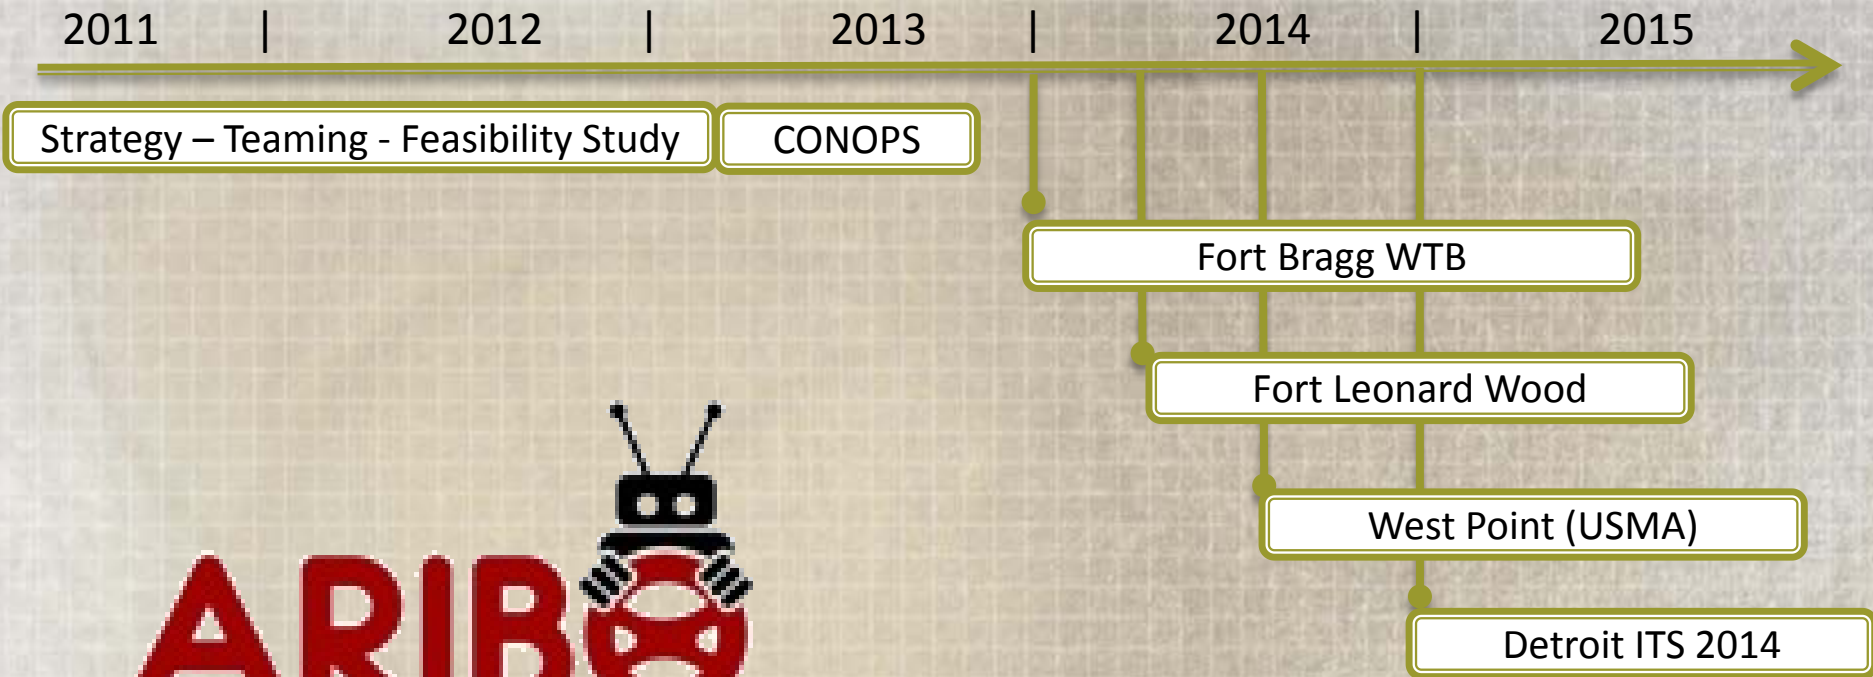 2011 | 2012 | 2013 | 2014 | 2015
Strategy – Teaming - Feasibility Study
CONOPS
Fort Bragg WTB
Fort Leonard Wood
West Point (USMA)
Detroit ITS 2014
ARIBO